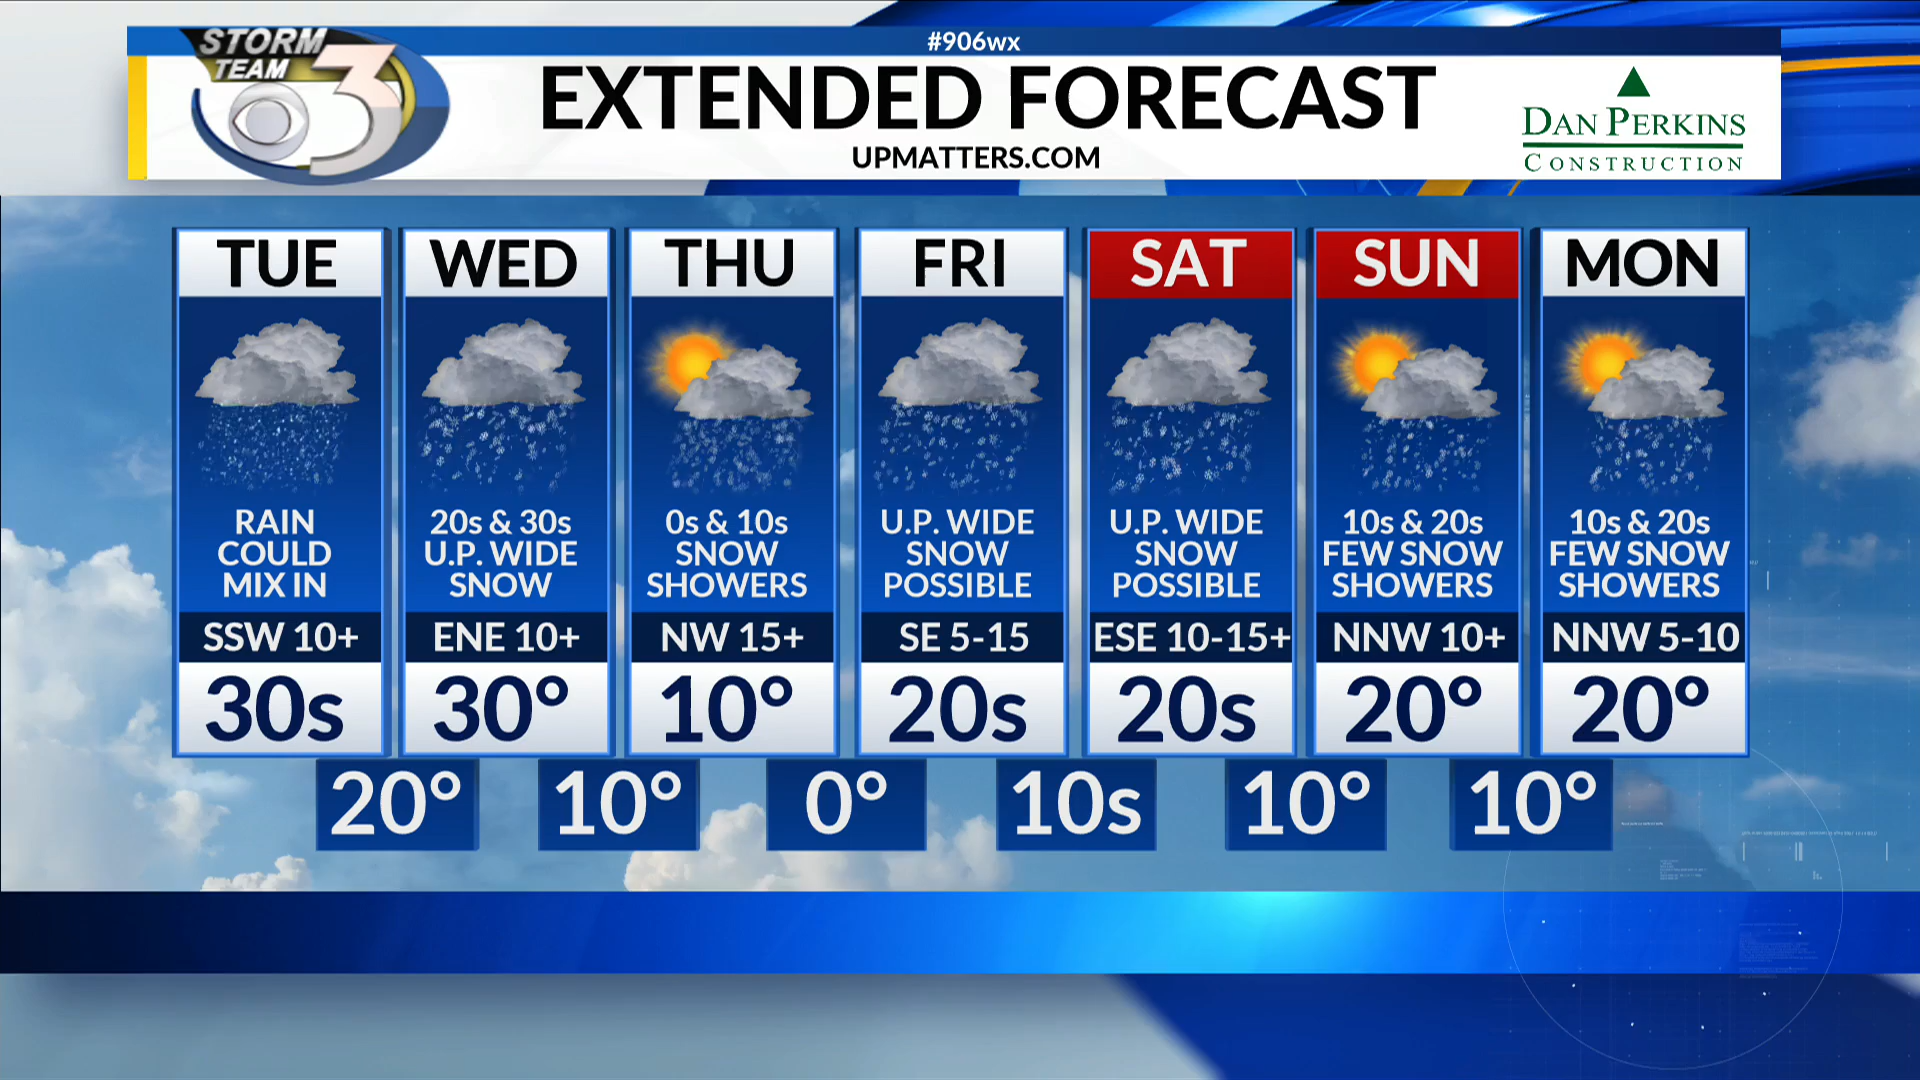 #906wx
STORM
TEAM
3
EXTENDED FORECAST
UPMATTERS.COM
DAN PERKINS
CONSTRUCTION
TUE
RAIN
COULD
MIX IN
SSW 10+
30s
WED
20s & 30s
U.P. WIDE
SNOW
ENE 10+
30°
THU
0s & 10s
SNOW
SHOWERS
NW 15+
10°
FRI
U.P. WIDE
SNOW
POSSIBLE
SE 5-15
20s
SAT
U.P. WIDE
SNOW
POSSIBLE
ESE 10-15+
20s
SUN
10s & 20s
FEW SNOW
SHOWERS
NNW 10+
20°
MON
10s & 20s
FEW SNOW
SHOWERS
NNW 5-10
20°
20°
10°
0°
10s
10°
10°